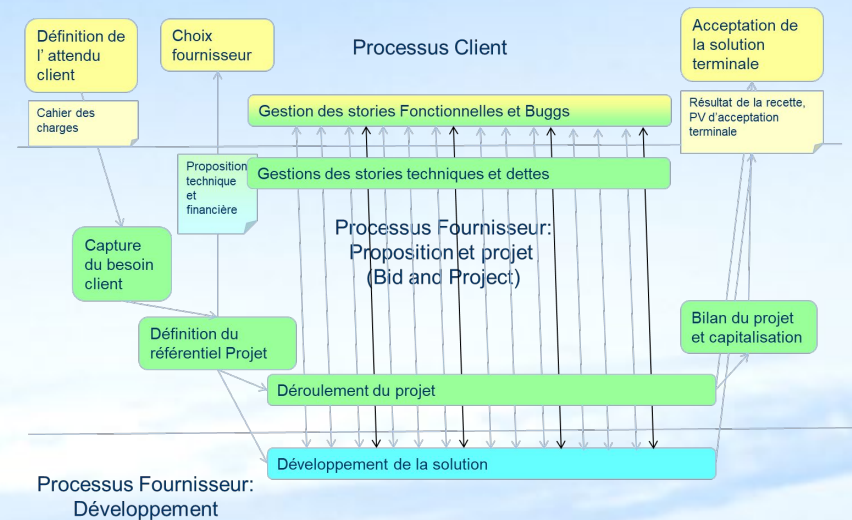 Définition de
l' attendu
client
Choix
fournisseur
Processus Client
Acceptation de
la solution
terminale
Cahier des
charges
Gestion des stories Fonctionnelles et Buggs
Résultat de la recette,
PV d'acceptation
terminale
Proposition
technique
et
financière
Gestions des stories techniques et dettes
Processus Fournisseur:
Proposition et projet
(Bid and Project)
Capture
du besoin
client
Définition du
référentiel Projet
Bilan du projet
et capitalisation
Déroulement du projet
Développement de la solution
Processus Fournisseur:
Développement